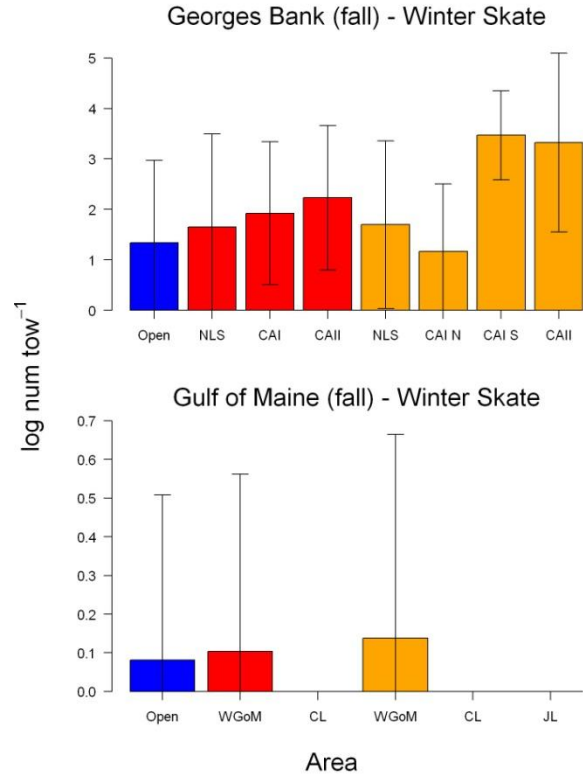 Georges Bank (fall) - Winter Skate
5
4
3
2
1
0
Open NLS CAI CAII NLS CAI N CAI S CAII
log num tow⁻¹
Gulf of Maine (fall) - Winter Skate
0.7
0.6
0.5
0.4
0.3
0.2
0.1
0.0
Open WGoM CL WGoM CL JL
Area